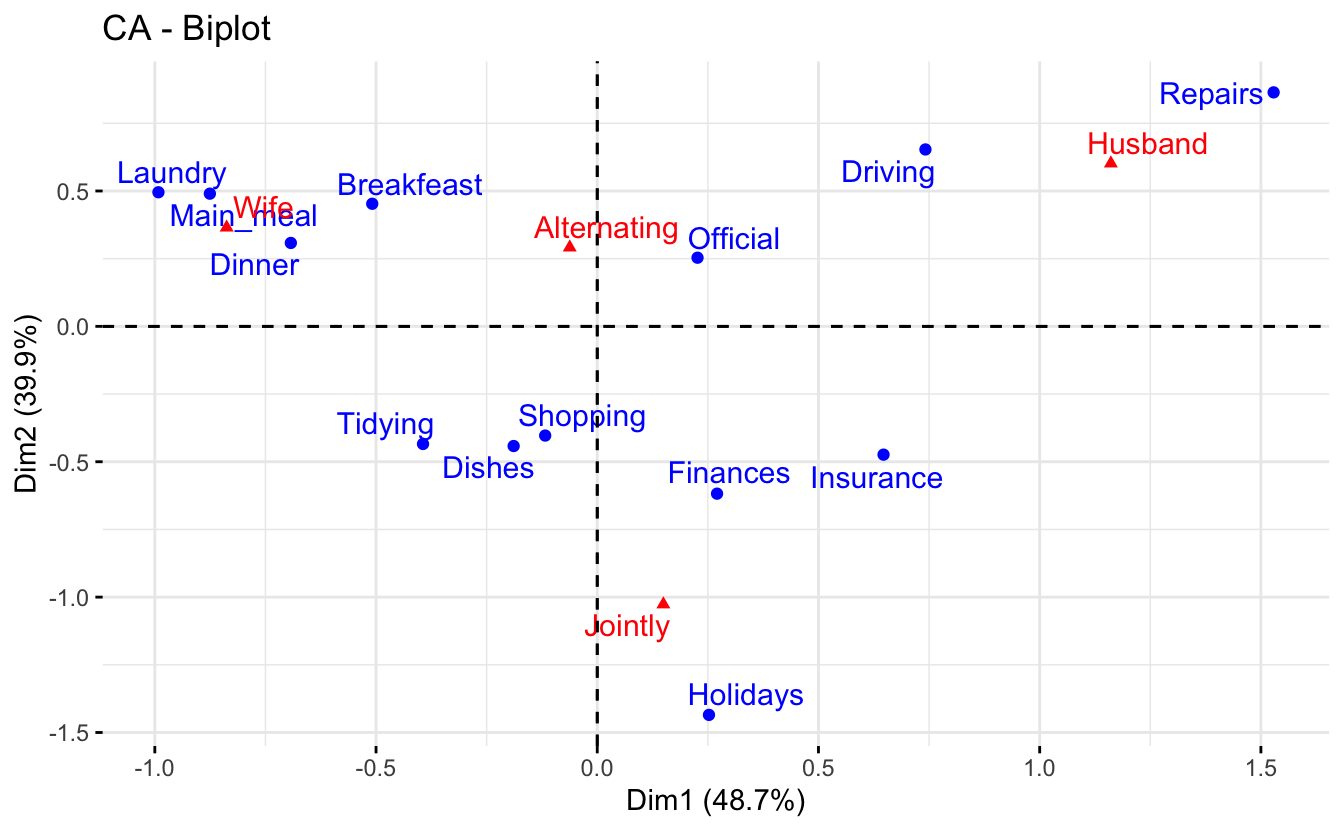 CA - Biplot
Repairs
Husband
Driving
Laundry
Breakfeast
Wife
Main_meal
Alternating
Official
Dinner
Tidying
Shopping
Dishes
Finances
Insurance
Jointly
Holidays
0.5
0.0
-0.5
-1.0
-1.5
Dim2 (39.9%)
-1.0
-0.5
0.0
0.5
1.0
1.5
Dim1 (48.7%)